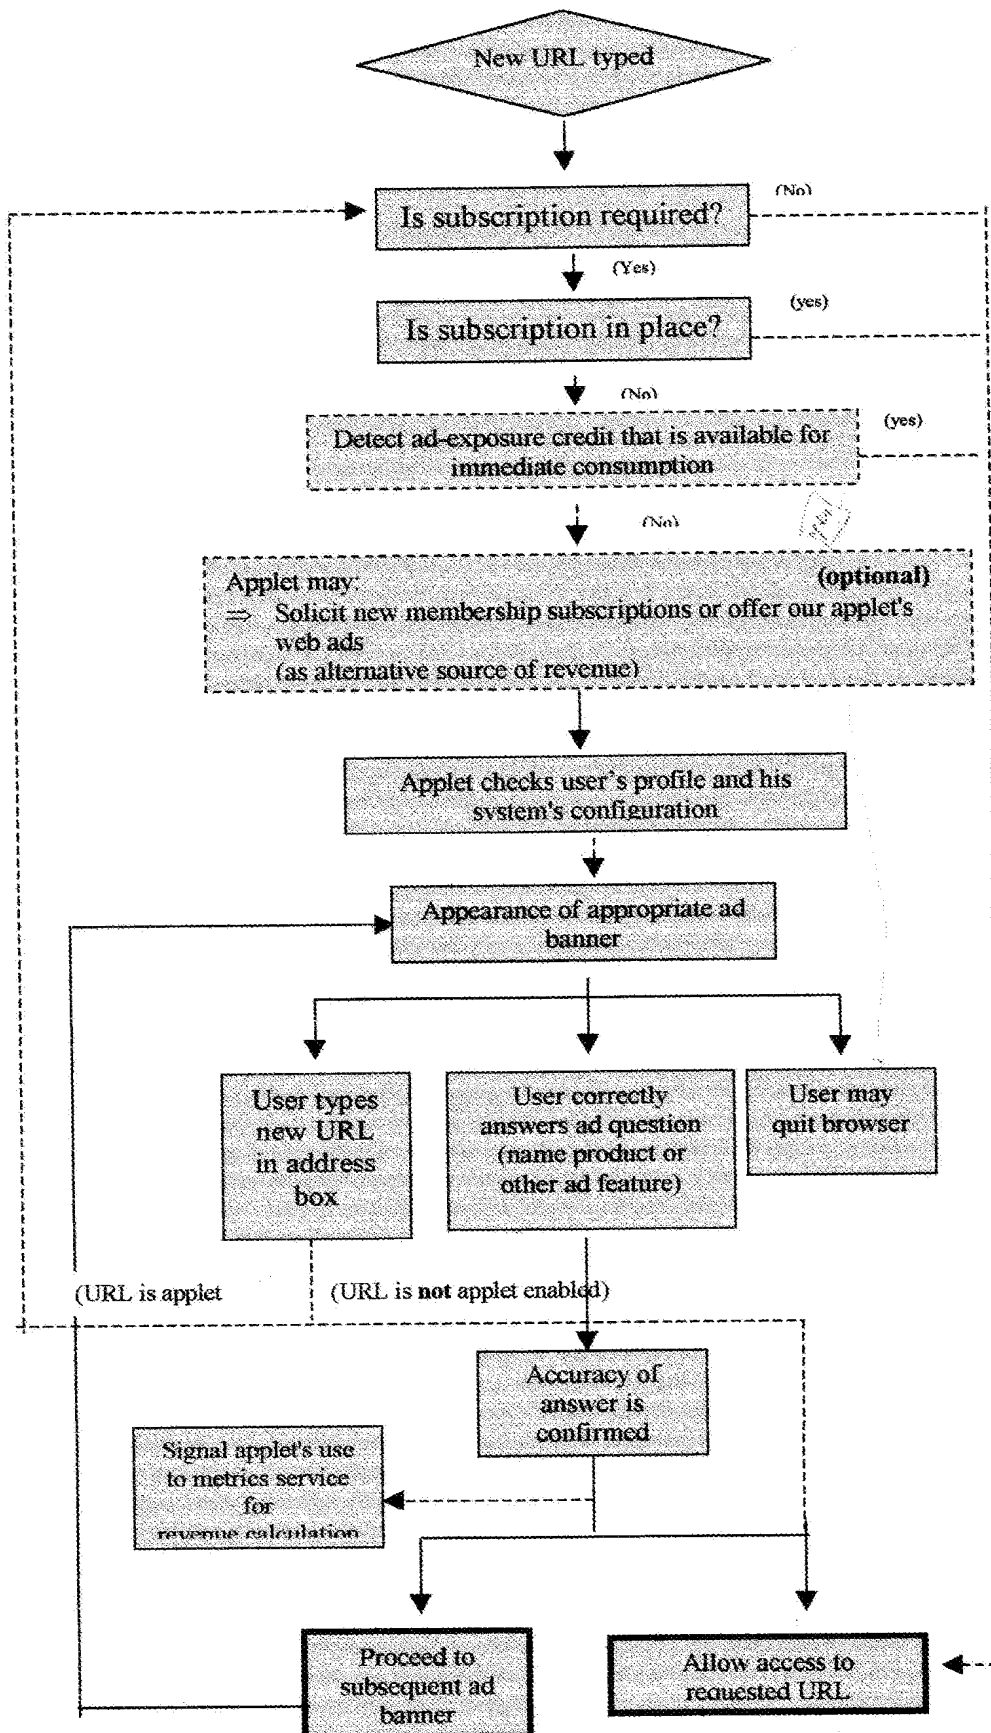 New URL typed
(No)
Is subscription required?
(Yes)
(yes)
Is subscription in place?
(No)
(yes)
Detect ad-exposure credit that is available for
immediate consumption
(No)
Applet may:
(optional)
⇒ Solicit new membership subscriptions or offer our applet's
web ads
(as alternative source of revenue)
Applet checks user's profile and his
system's configuration
Appearance of appropriate ad
banner
User types
new URL
in address
box
User correctly
answers ad question
(name product or
other ad feature)
User may
quit browser
(URL is applet
(URL is not applet enabled)
Accuracy of
answer is
confirmed
Signal applet's use
to metrics service
for
revenue calculation
Proceed to
subsequent ad
banner
Allow access to
requested URL